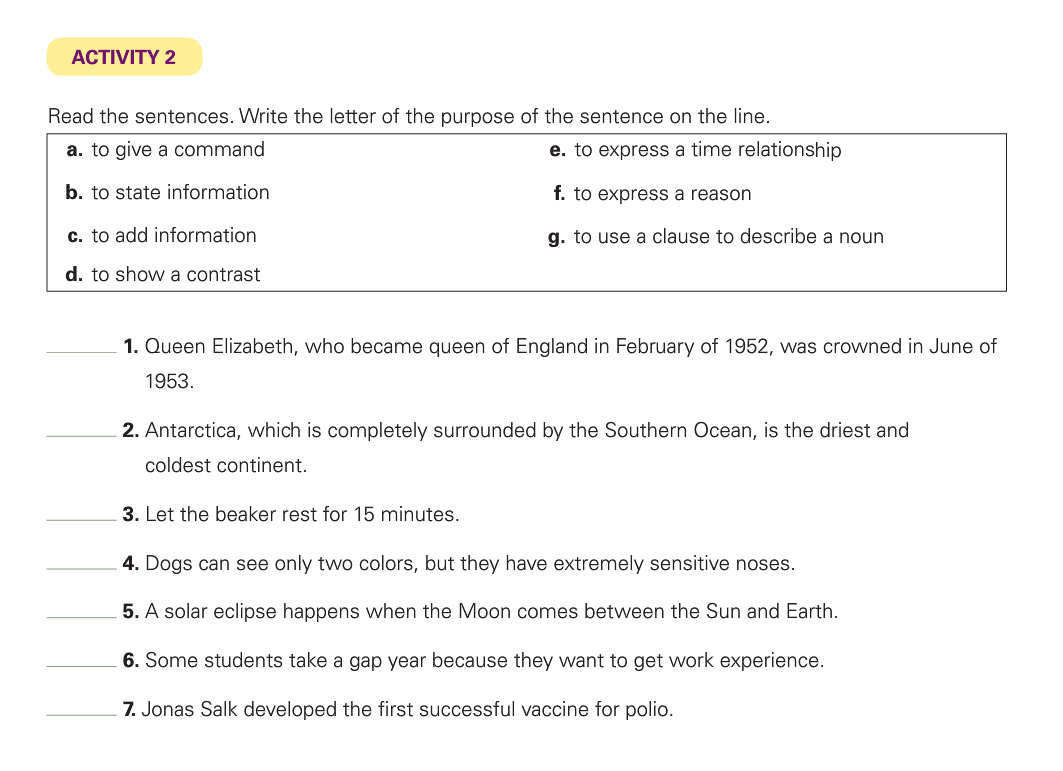 ACTIVITY 2
Read the sentences. Write the letter of the purpose of the sentence on the line.
a. to give a command
b. to state information
c. to add information
d. to show a contrast
e. to express a time relationship
f. to express a reason
g. to use a clause to describe a noun
1. Queen Elizabeth, who became queen of England in February of 1952, was crowned in June of
1953.
2. Antarctica, which is completely surrounded by the Southern Ocean, is the driest and
coldest continent.
3. Let the beaker rest for 15 minutes.
4. Dogs can see only two colors, but they have extremely sensitive noses.
5. A solar eclipse happens when the Moon comes between the Sun and Earth.
6. Some students take a gap year because they want to get work experience.
7. Jonas Salk developed the first successful vaccine for polio.